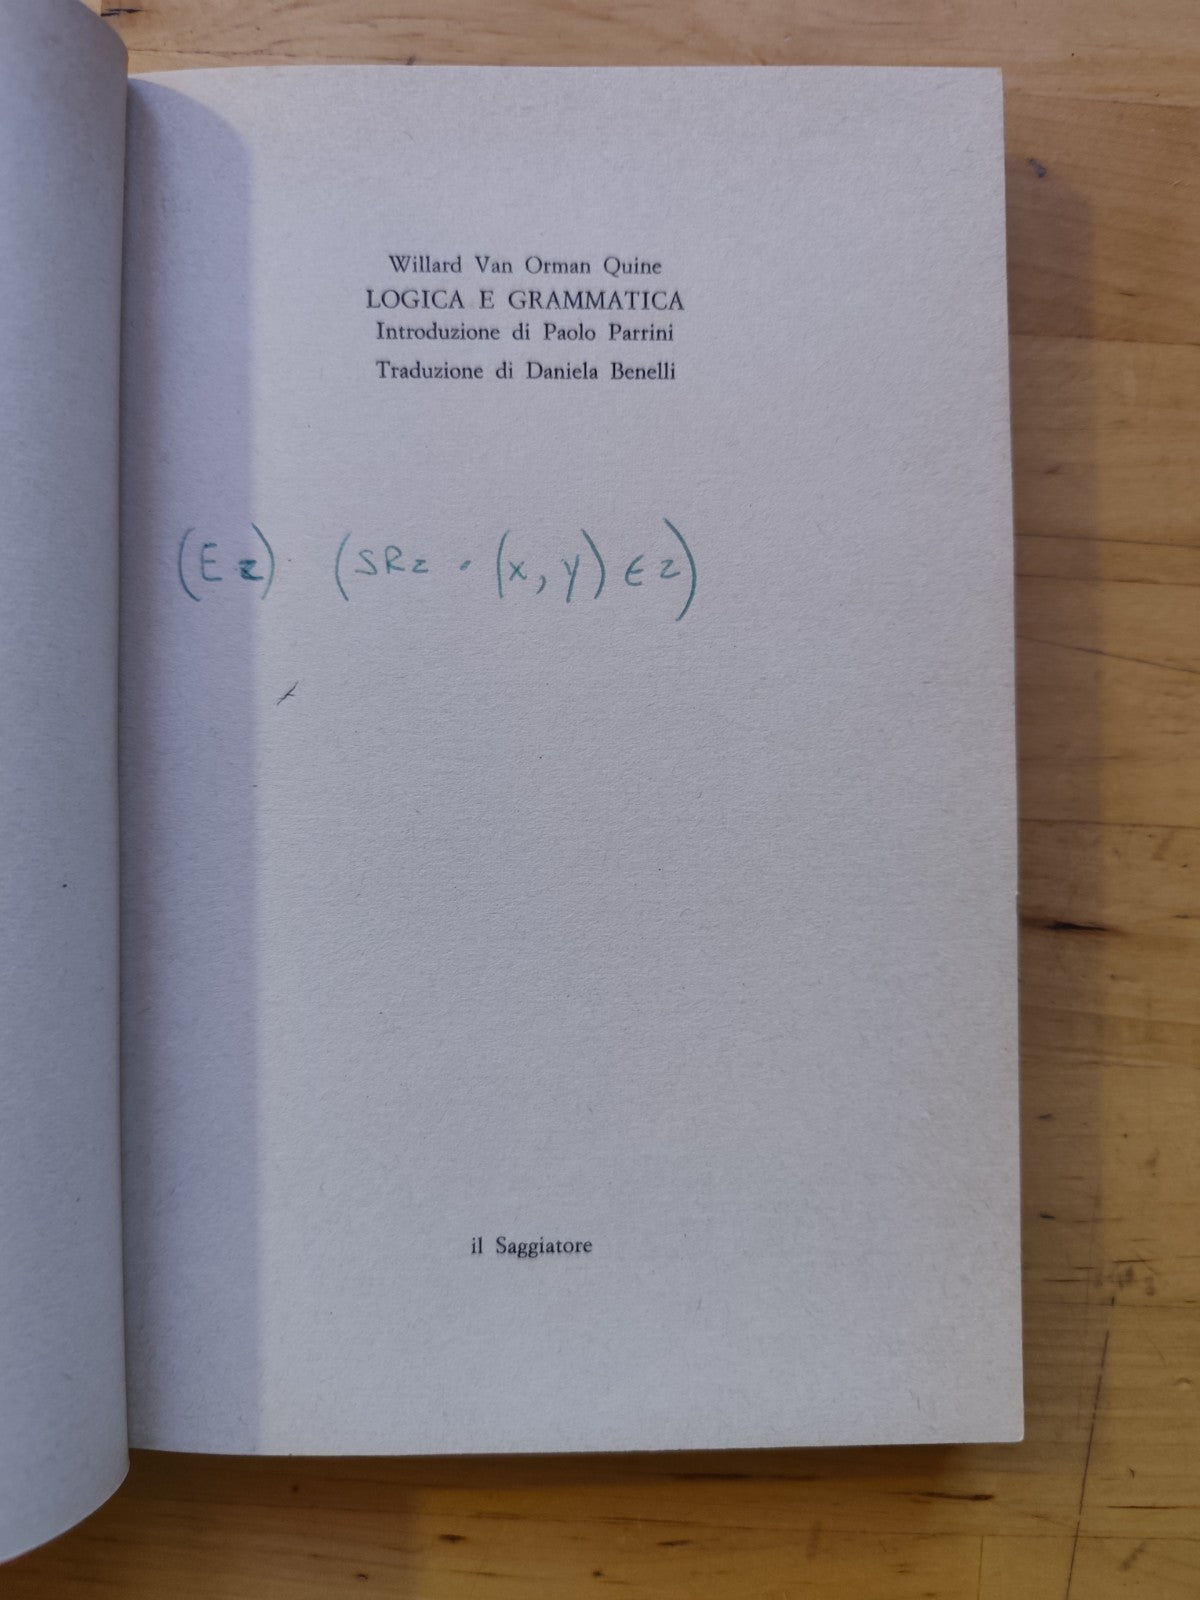 Willard Van Orman Quine
LOGICA E GRAMMATICA
Introduzione di Paolo Parrini
Traduzione di Daniela Benelli
(Ez) (SRz · (x, y) ∈ z)
il Saggiatore